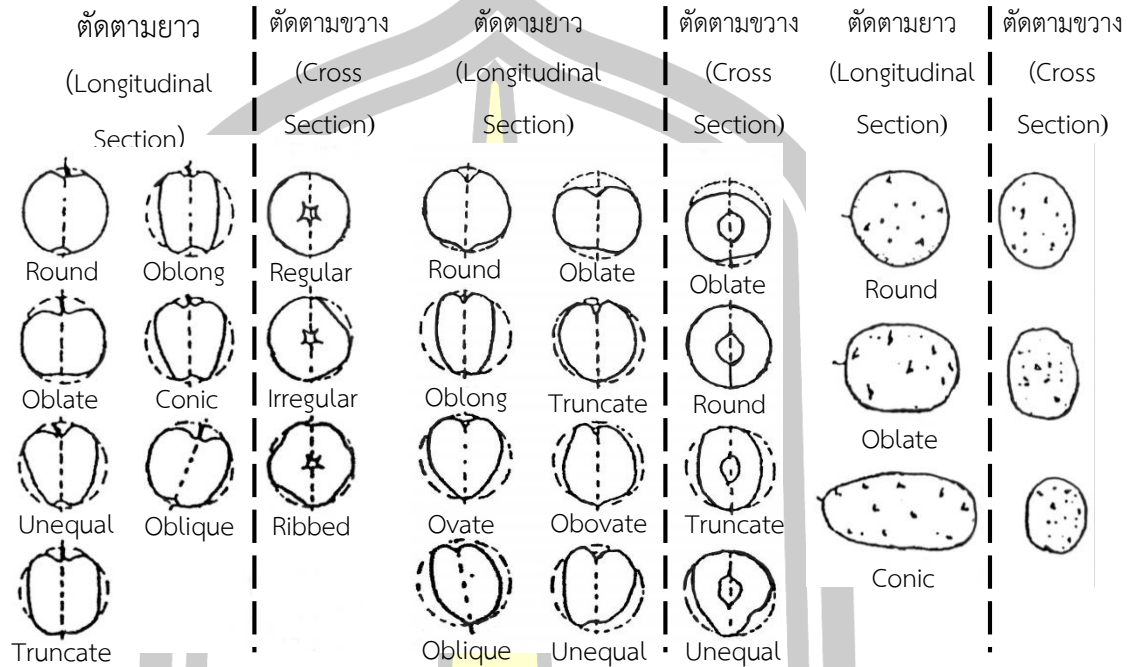 ตัดตามยาว
(Longitudinal
Section)
ตัดตามขวาง
(Cross
Section)
ตัดตามยาว
(Longitudinal
Section)
ตัดตามขวาง
(Cross
Section)
ตัดตามยาว
(Longitudinal
Section)
ตัดตามขวาง
(Cross
Section)
Round Oblong
Oblate Conic
Unequal Oblique
Truncate
Regular
Irregular
Ribbed
Round Oblate
Oblong Truncate
Ovate Obovate
Oblique Unequal
Oblate
Round
Truncate
Unequal
Round
Oblate
Conic